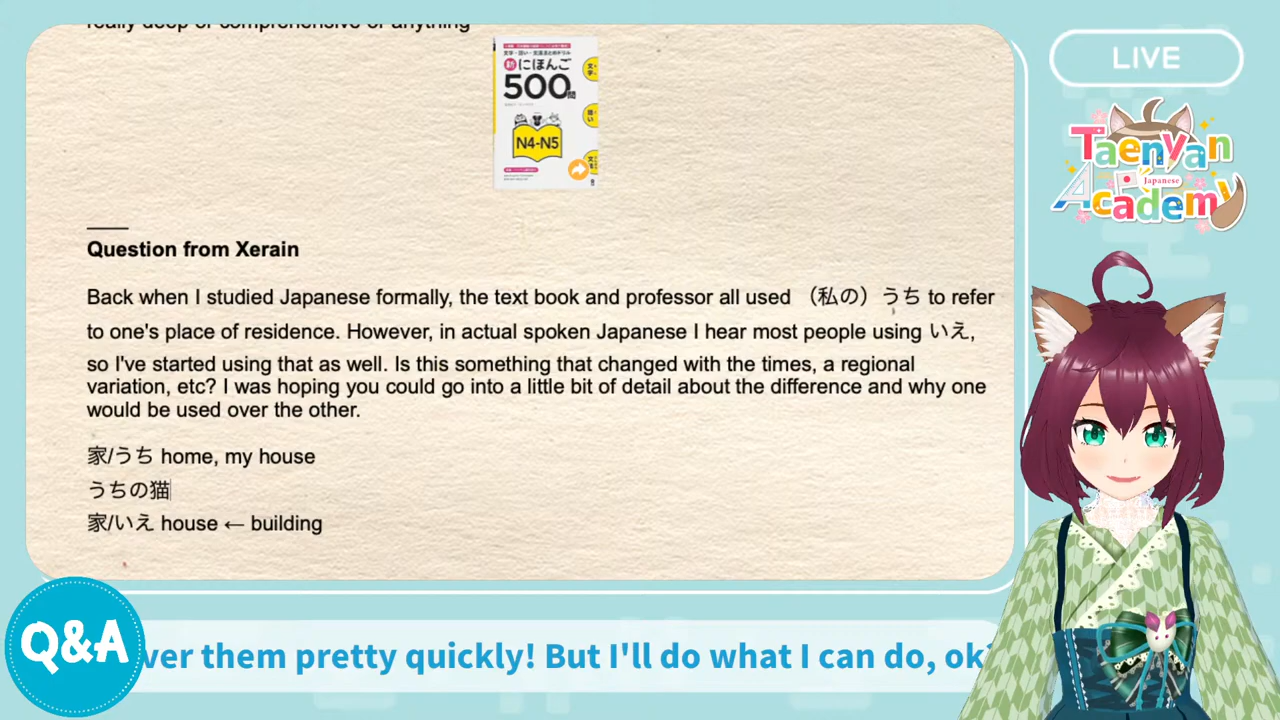 really deep or comprehensive or anything
新にほんご
500問
N4-N5
Question from Xerain
Back when I studied Japanese formally, the text book and professor all used （私の）うち to refer
to one's place of residence. However, in actual spoken Japanese I hear most people using いえ,
so I've started using that as well. Is this something that changed with the times, a regional
variation, etc? I was hoping you could go into a little bit of detail about the difference and why one
would be used over the other.
家/うち home, my house
うちの猫
家/いえ house ← building
LIVE
Taenyan
Japanese
Academy
Q&A
ver them pretty quickly! But I'll do what I can do, ok?